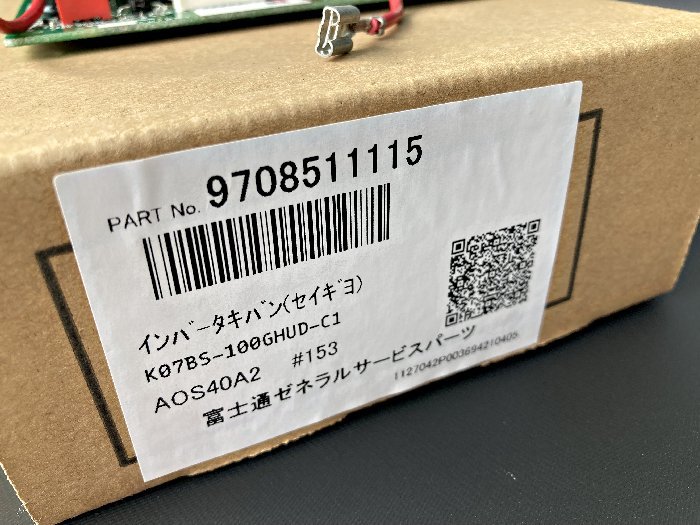 PART No. 9708511115
インバータキバン(セイギヨ)
K07BS-100GHUD-C1
AOS40A2 #153
富士通ゼネラルサービスパーツ
1127042P003694210405